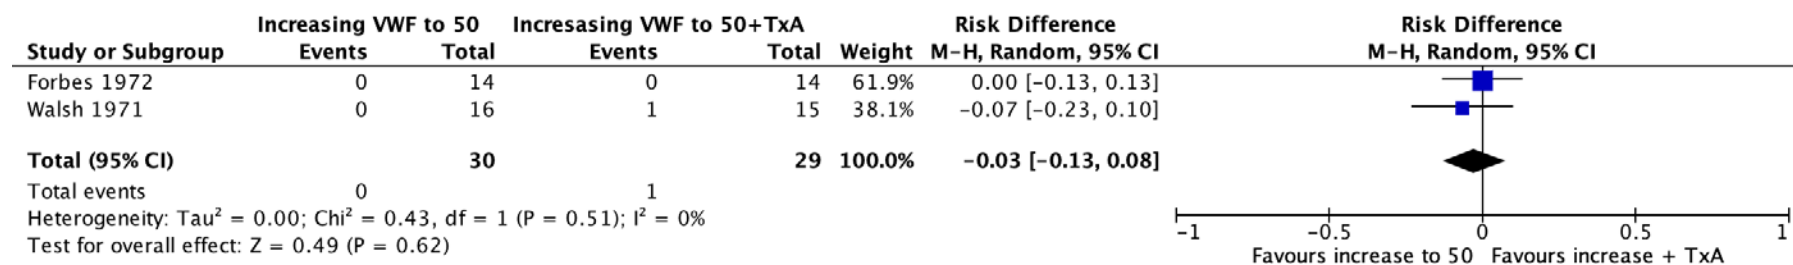 Increasing VWF to 50 Incresasing VWF to 50+TxA Risk Difference Risk Difference
Study or Subgroup Events Total Events Total Weight M-H, Random, 95% CI M-H, Random, 95% CI
Forbes 1972 0 14 0 14 61.9% 0.00 [-0.13, 0.13]
Walsh 1971 0 16 1 15 38.1% -0.07 [-0.23, 0.10]
Total (95% CI) 30 29 100.0% -0.03 [-0.13, 0.08]
Total events 0 1
Heterogeneity: Tau² = 0.00; Chi² = 0.43, df = 1 (P = 0.51); I² = 0%
Test for overall effect: Z = 0.49 (P = 0.62)
-1 -0.5 0 0.5 1
Favours increase to 50 Favours increase + TxA